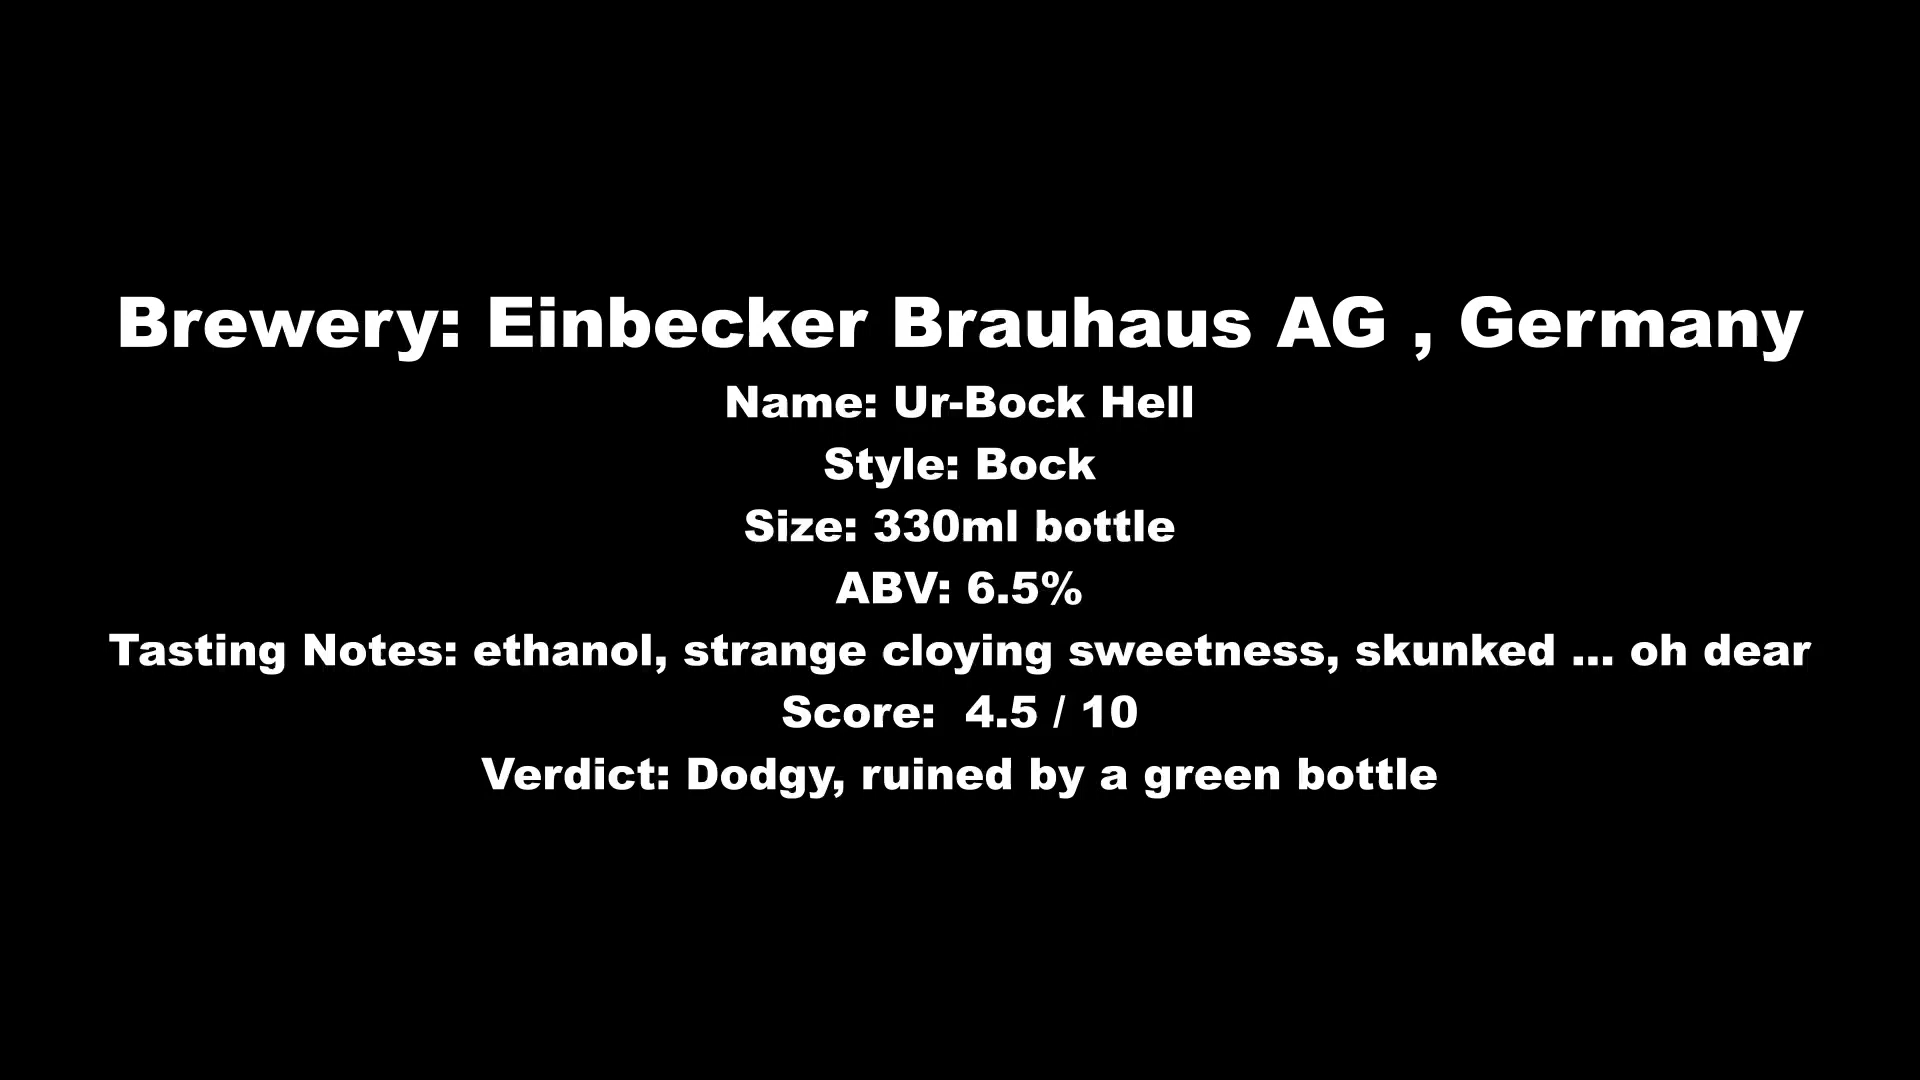 Brewery: Einbecker Brauhaus AG , Germany
Name: Ur-Bock Hell
Style: Bock
Size: 330ml bottle
ABV: 6.5%
Tasting Notes: ethanol, strange cloying sweetness, skunked ... oh dear
Score:  4.5 / 10
Verdict: Dodgy, ruined by a green bottle